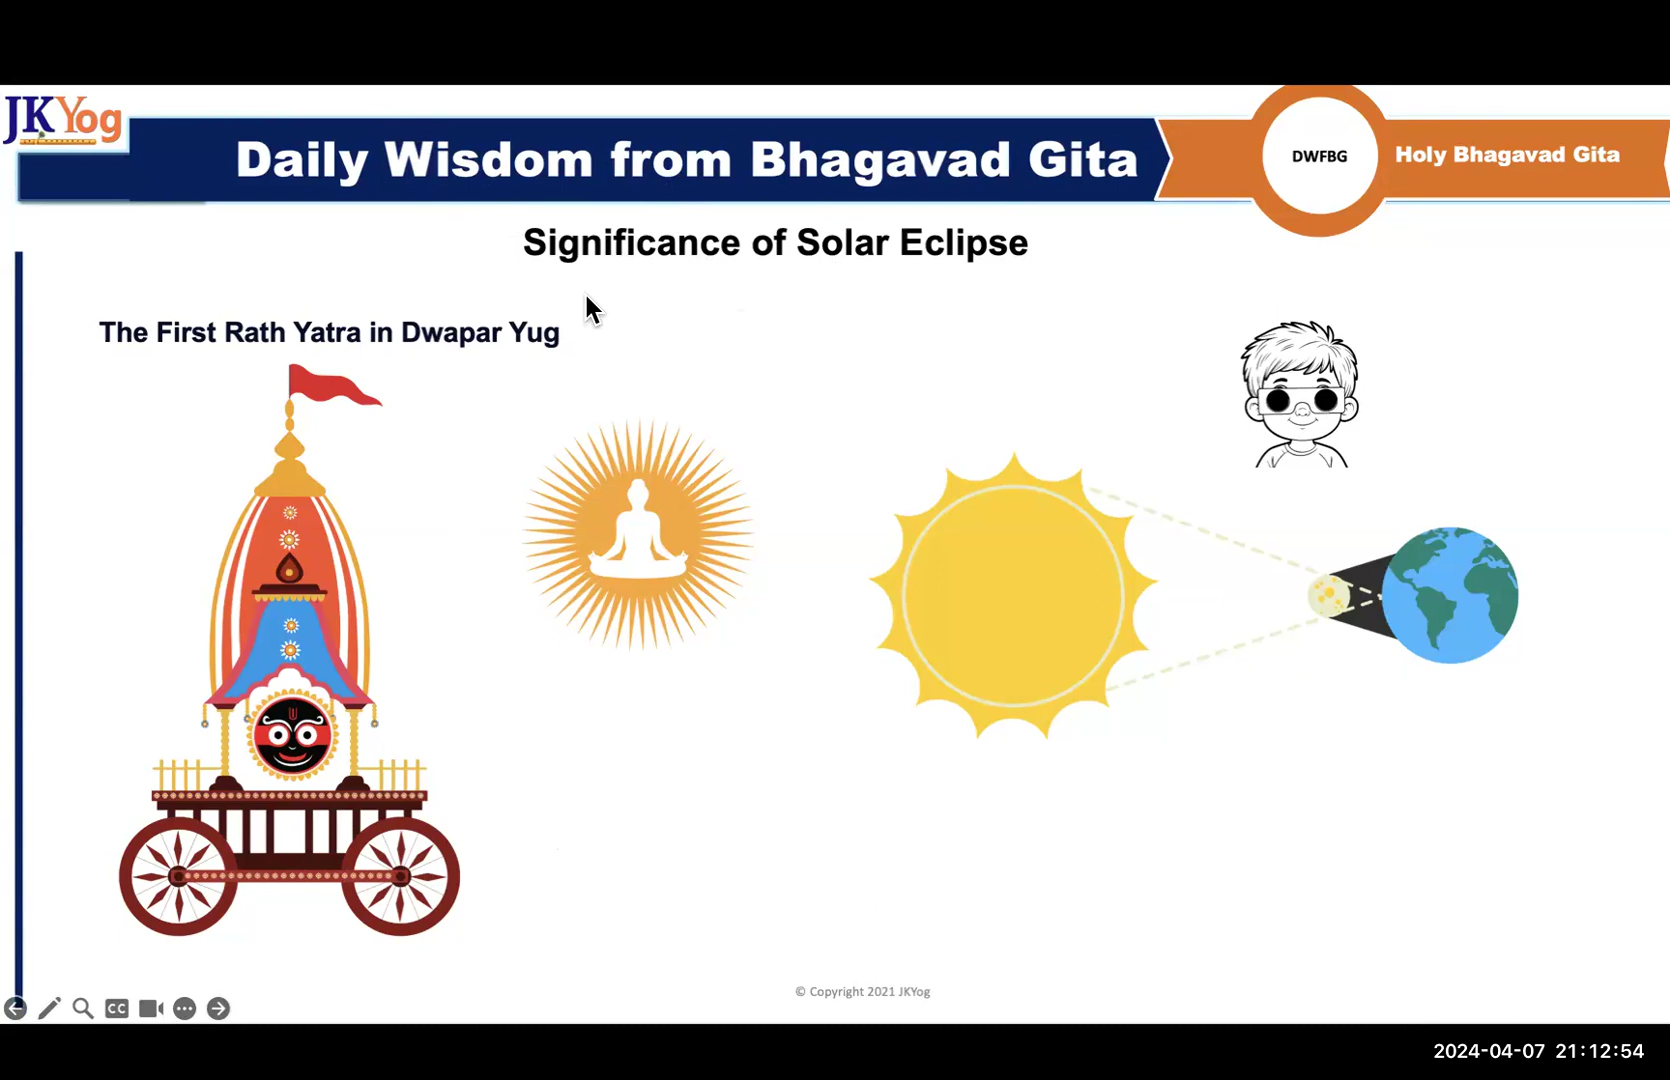 JKYog
Daily Wisdom from Bhagavad Gita
DWFBG
Holy Bhagavad Gita
Significance of Solar Eclipse
The First Rath Yatra in Dwapar Yug
© Copyright 2021 JKYog
CC
2024-04-07 21:12:54